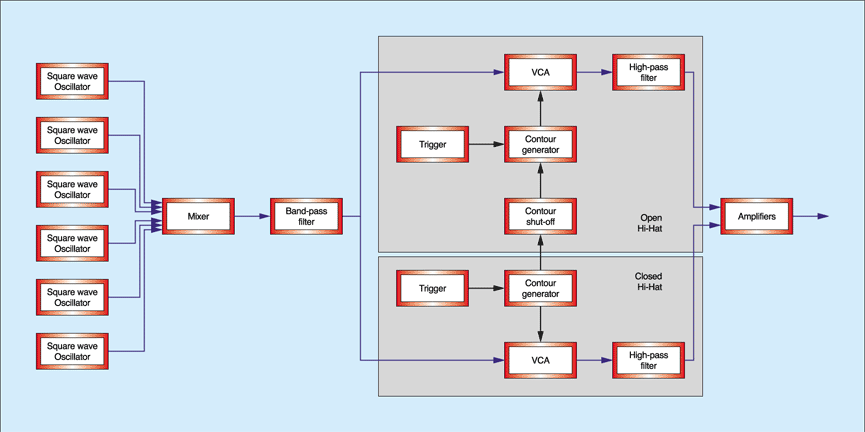 Square wave
Oscillator
Square wave
Oscillator
Square wave
Oscillator
Square wave
Oscillator
Square wave
Oscillator
Square wave
Oscillator
Mixer
Band-pass
filter
VCA
High-pass
filter
Trigger
Contour
generator
Contour
shut-off
Open
Hi-Hat
Closed
Hi-Hat
Trigger
Contour
generator
VCA
High-pass
filter
Amplifiers